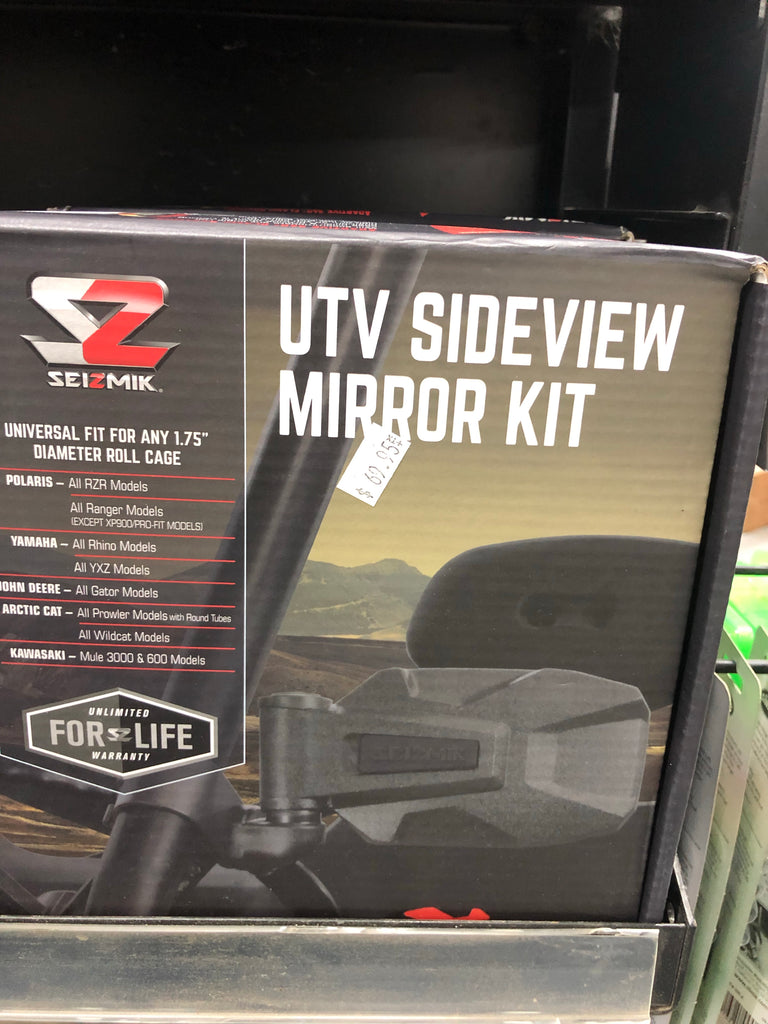 SEIZMIK®
UNIVERSAL FIT FOR ANY 1.75"
DIAMETER ROLL CAGE
POLARIS – All RZR Models
All Ranger Models
(EXCEPT XP900/PRO-FIT MODELS)
YAMAHA – All Rhino Models
All YXZ Models
JOHN DEERE – All Gator Models
ARCTIC CAT – All Prowler Models with Round Tubes
All Wildcat Models
KAWASAKI – Mule 3000 & 600 Models
UNLIMITED
FOR LIFE
WARRANTY
UTV SIDEVIEW
MIRROR KIT
69.95
SEIZMIK